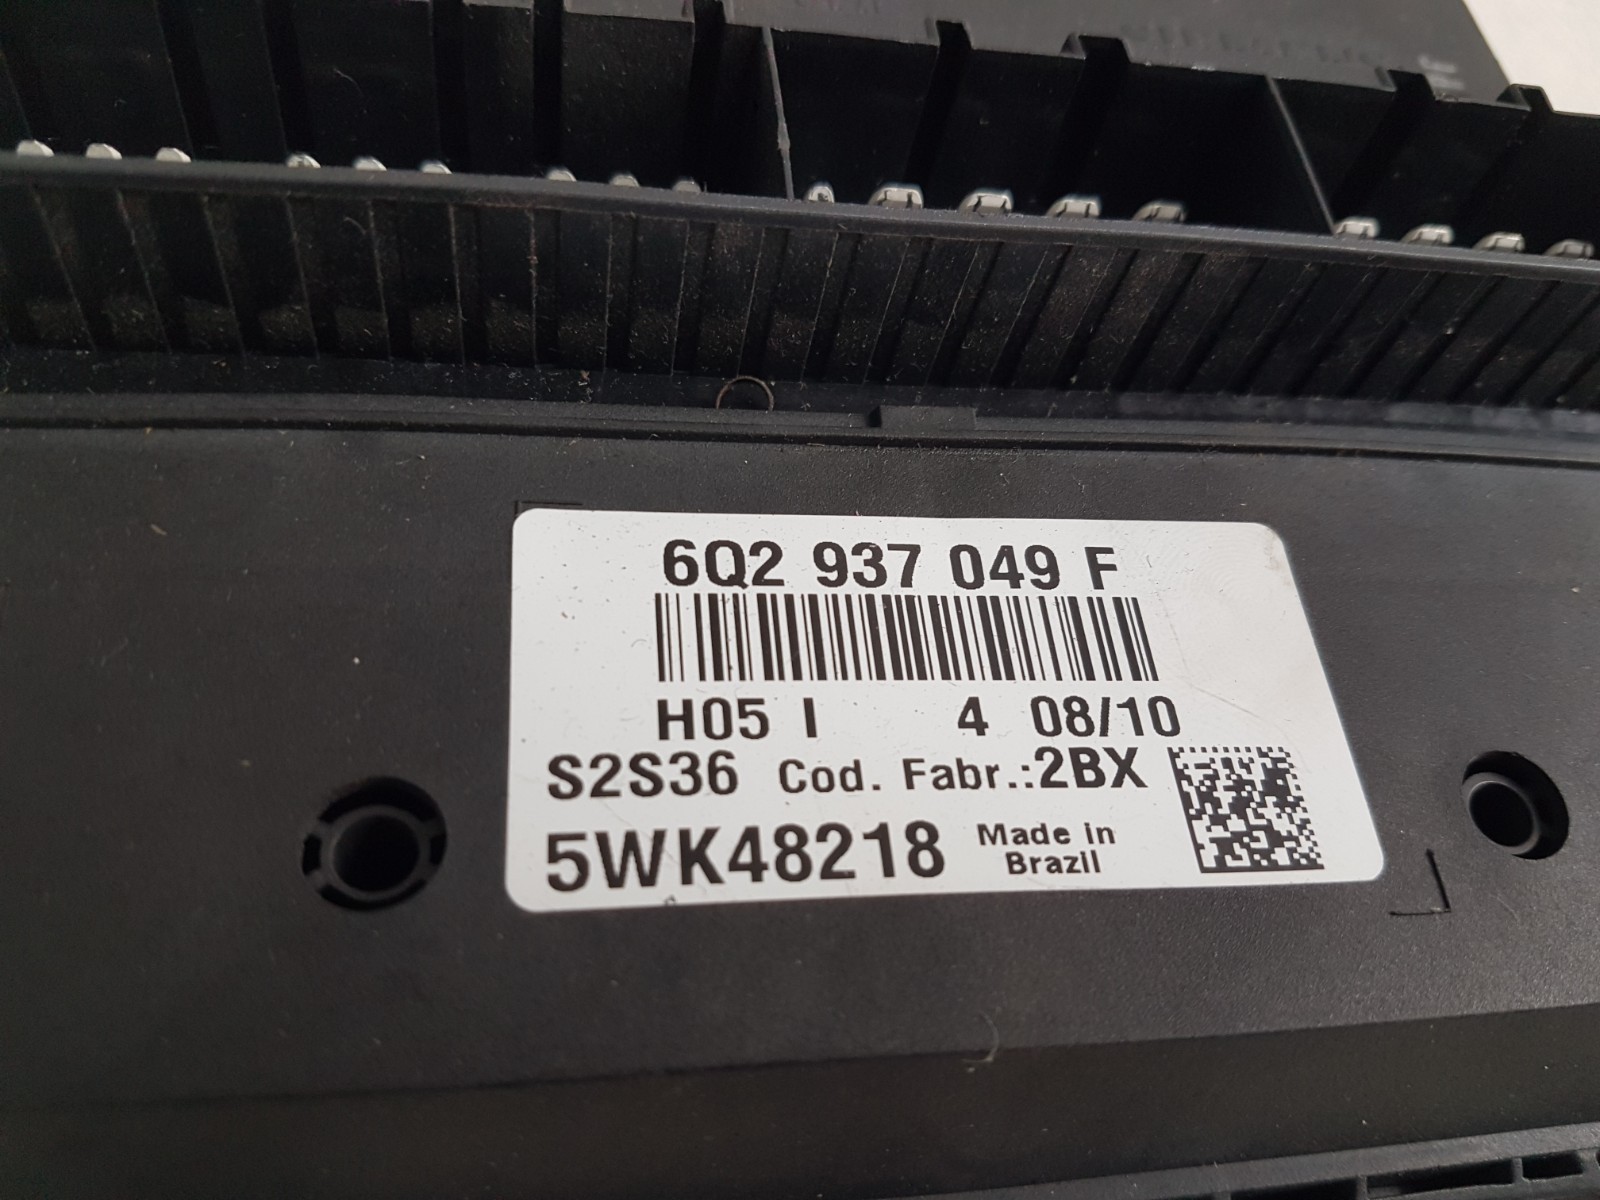 6Q2 937 049 F
H05 I 4 08/10
S2S36 Cod. Fabr.:2BX
5WK48218 Made in
Brazil